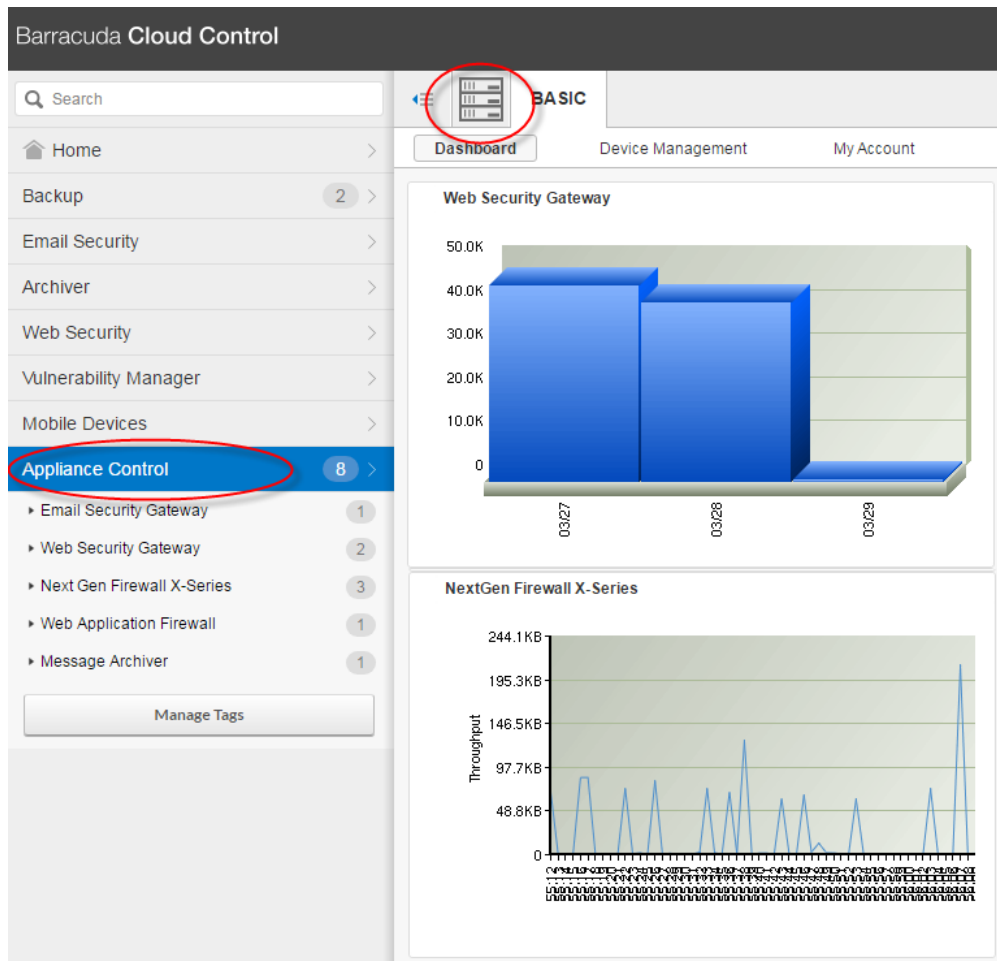 Barracuda Cloud Control
Search
Home
Backup 2
Email Security
Archiver
Web Security
Vulnerability Manager
Mobile Devices
Appliance Control 8
Email Security Gateway 1
Web Security Gateway 2
Next Gen Firewall X-Series 3
Web Application Firewall 1
Message Archiver 1
Manage Tags
BASIC
Dashboard Device Management My Account
Web Security Gateway
50.0K
40.0K
30.0K
20.0K
10.0K
0
03/27 03/28 03/29
NextGen Firewall X-Series
Throughput
244.1KB
195.3KB
146.5KB
97.7KB
48.8KB
0
55:12